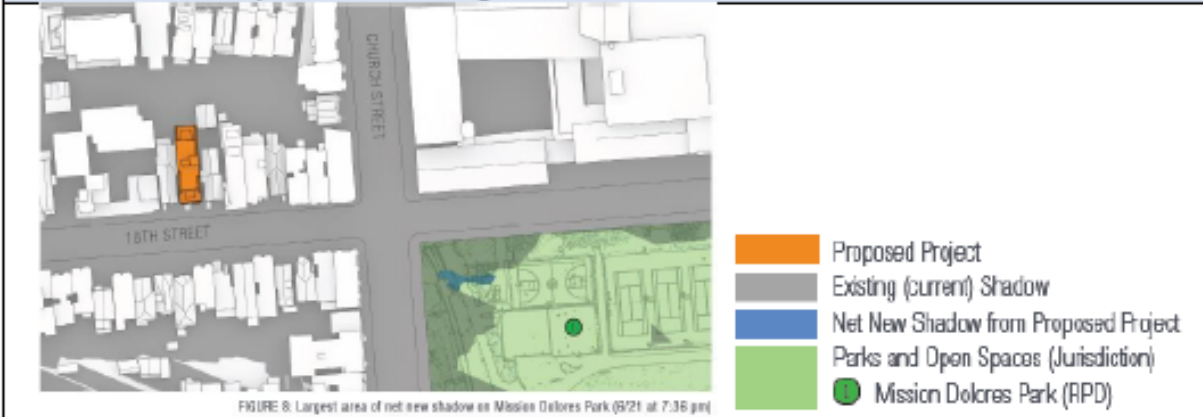 CHURCH STREET
18TH STREET
FIGURE 8: Largest area of net new shadow on Mission Dolores Park (6/21 at 7:36 pm)
Proposed Project
Existing (current) Shadow
Net New Shadow from Proposed Project
Parks and Open Spaces (Jurisdiction)
Mission Dolores Park (RPD)